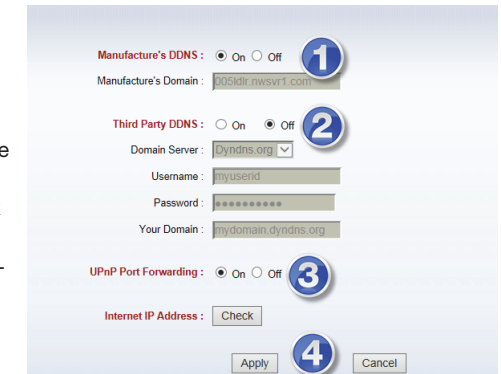 Manufacture's DDNS : On Off 1
Manufacture's Domain : 005ldlr.nwsvr1.com
Third Party DDNS : On Off 2
e
Domain Server : Dyndns.org
Username : myuserid
Password : ●●●●●●●●●●
Your Domain : mydomain.dyndns.org
UPnP Port Forwarding : On Off 3
Internet IP Address : Check
Apply 4 Cancel